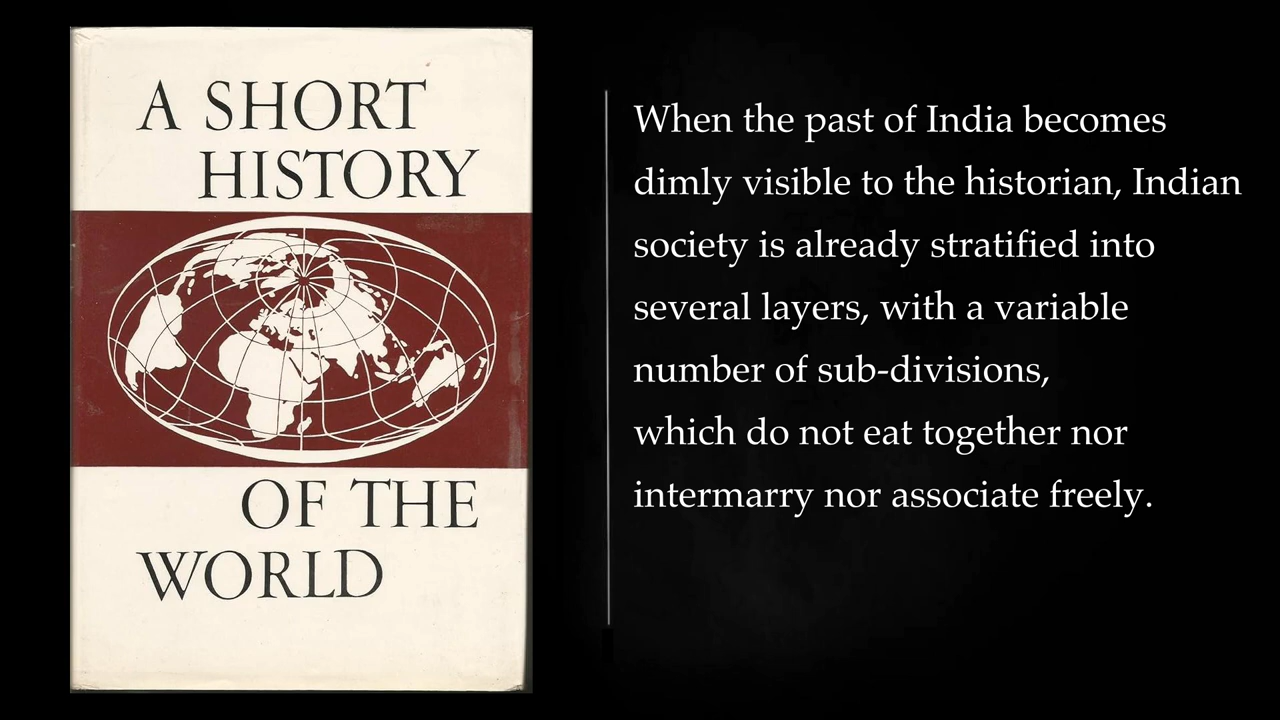 A SHORT
HISTORY
OF THE
WORLD
When the past of India becomes
dimly visible to the historian, Indian
society is already stratified into
several layers, with a variable
number of sub-divisions,
which do not eat together nor
intermarry nor associate freely.